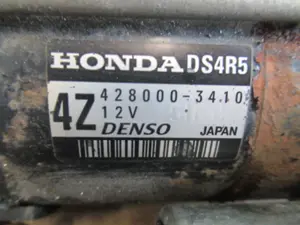 HONDA DS4R5
4Z 428000-3410
12V
DENSO JAPAN